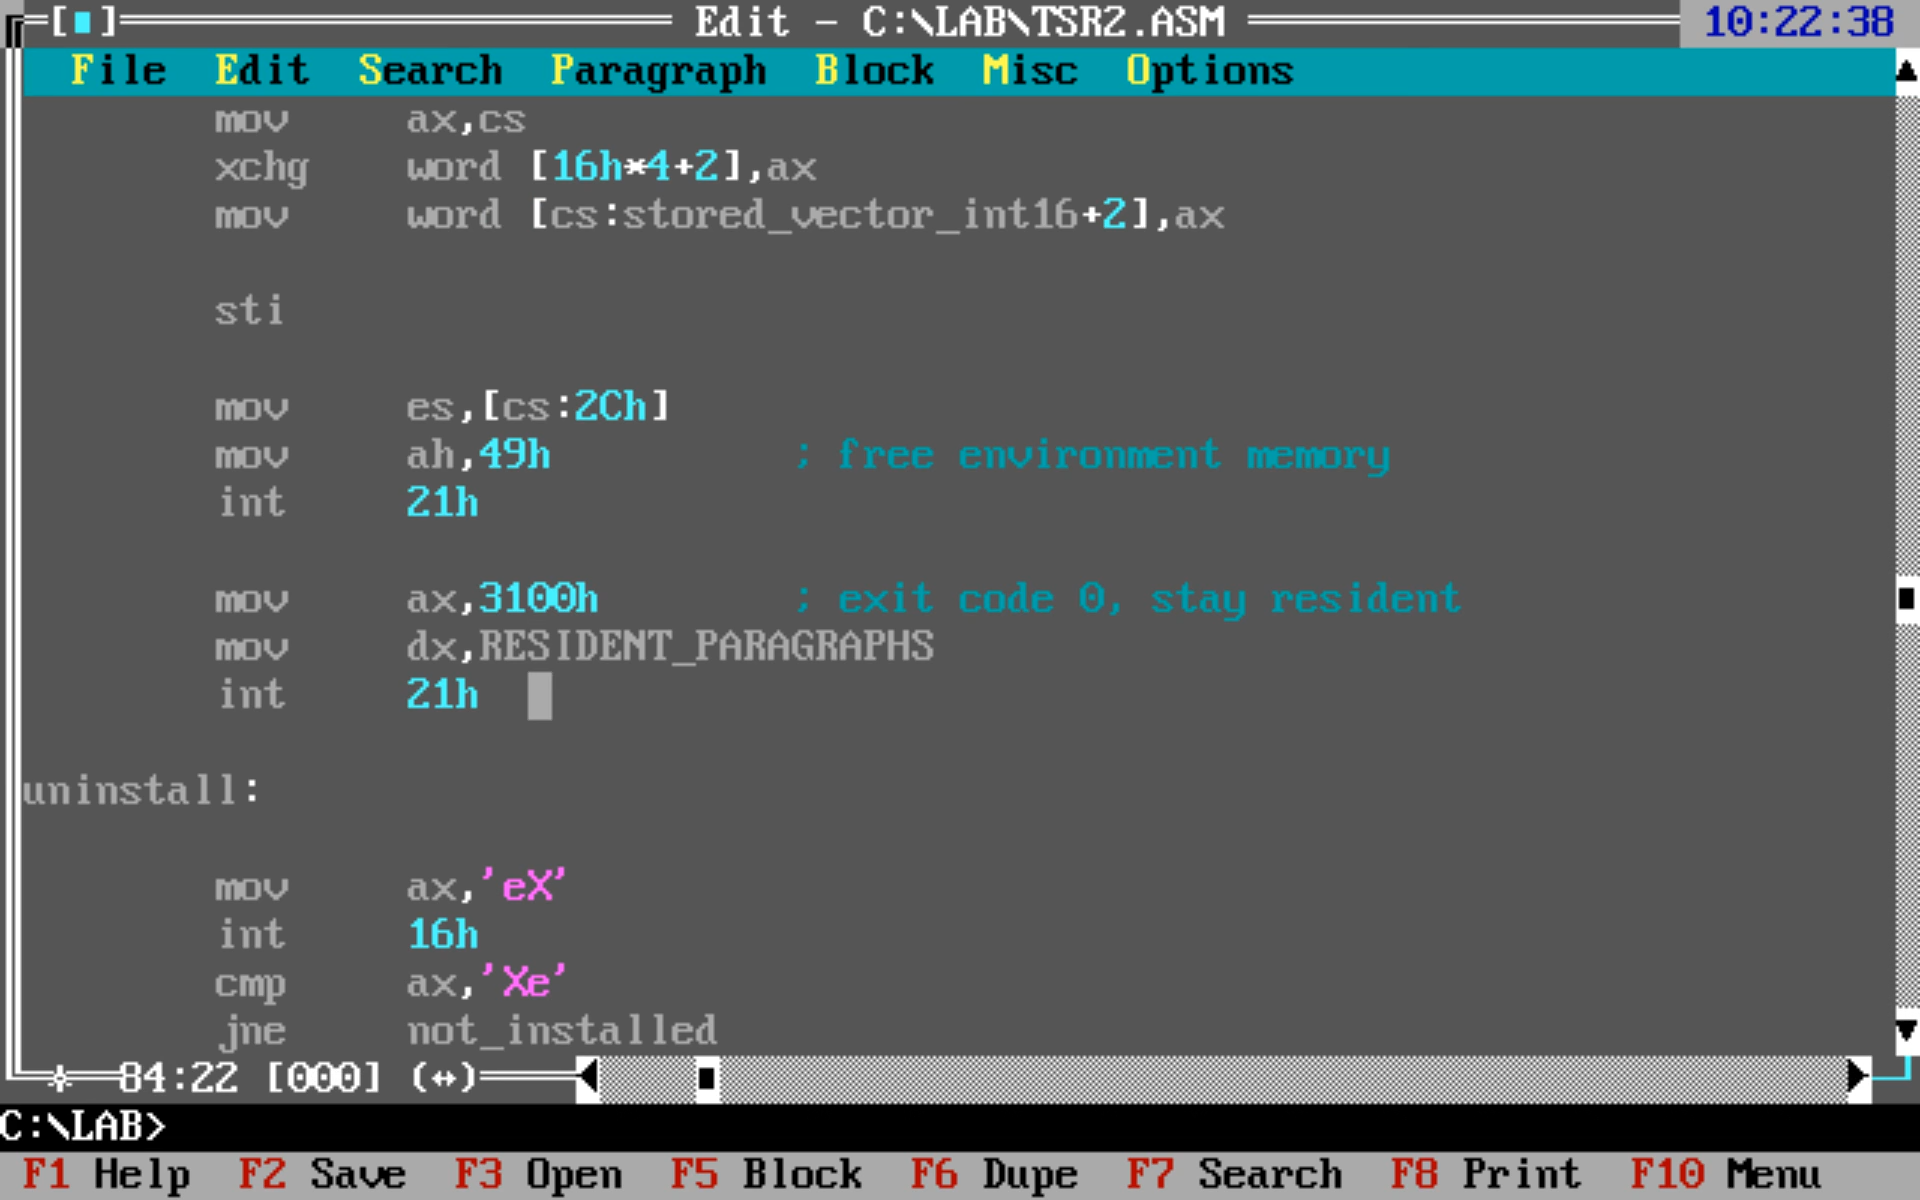 [■] Edit - C:\LAB\TSR2.ASM 10:22:38
File Edit Search Paragraph Block Misc Options
mov ax,cs
xchg word [16h*4+2],ax
mov word [cs:stored_vector_int16+2],ax
sti
mov es,[cs:2Ch]
mov ah,49h ; free environment memory
int 21h
mov ax,3100h ; exit code 0, stay resident
mov dx,RESIDENT_PARAGRAPHS
int 21h
uninstall:
mov ax,'eX'
int 16h
cmp ax,'Xe'
jne not_installed
84:22 [000] (↔)
C:\LAB>
F1 Help F2 Save F3 Open F5 Block F6 Dupe F7 Search F8 Print F10 Menu